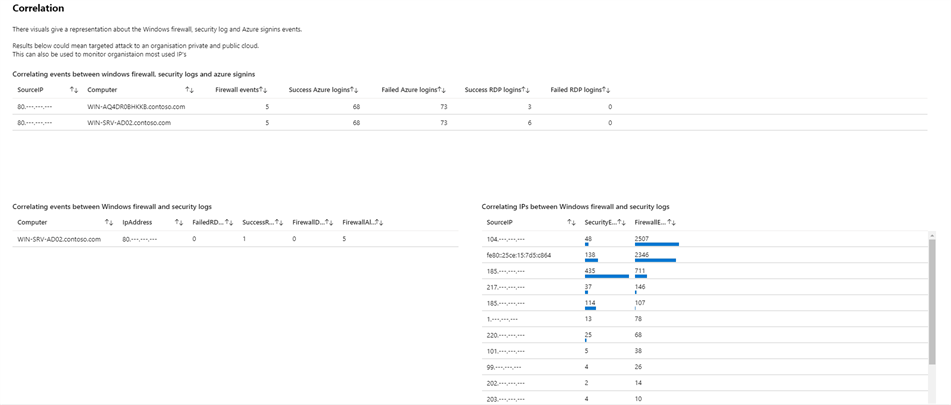 Correlation
There visuals give a representation about the Windows firewall, security log and Azure signins events.
Results below could mean targeted attack to an organisation private and public cloud.
This can also be used to monitor organistaion most used IP's
Correlating events between windows firewall, security logs and azure signins
SourceIP ↑↓ Computer ↑↓ Firewall events↑↓ Success Azure logins↑↓ Failed Azure logins↑↓ Success RDP logins↑↓ Failed RDP logins↑↓
80.---.---.--- WIN-AQ4DR0BHKKB.contoso.com 5 68 73 3 0
80.---.---.--- WIN-SRV-AD02.contoso.com 5 68 73 6 0
Correlating events between Windows firewall and security logs
Computer ↑↓ IpAddress ↑↓ FailedRD...↑↓ SuccessR...↑↓ FirewallD...↑↓ FirewallAl...↑↓
WIN-SRV-AD02.contoso.com 80.---.---.--- 0 1 0 5
Correlating IPs between Windows firewall and security logs
SourceIP ↑↓ SecurityE...↑↓ FirewallE...↑↓
104.---.---.--- 48 2507
fe80::25ce:15:7d5:c864 138 2346
185.---.---.--- 435 711
217.---.---.--- 37 146
185.---.---.--- 114 107
1.---.---.--- 13 78
220.---.---.--- 25 68
101.---.---.--- 5 38
99.---.---.--- 4 26
202.---.---.--- 2 14
203.---.---.--- 4 10